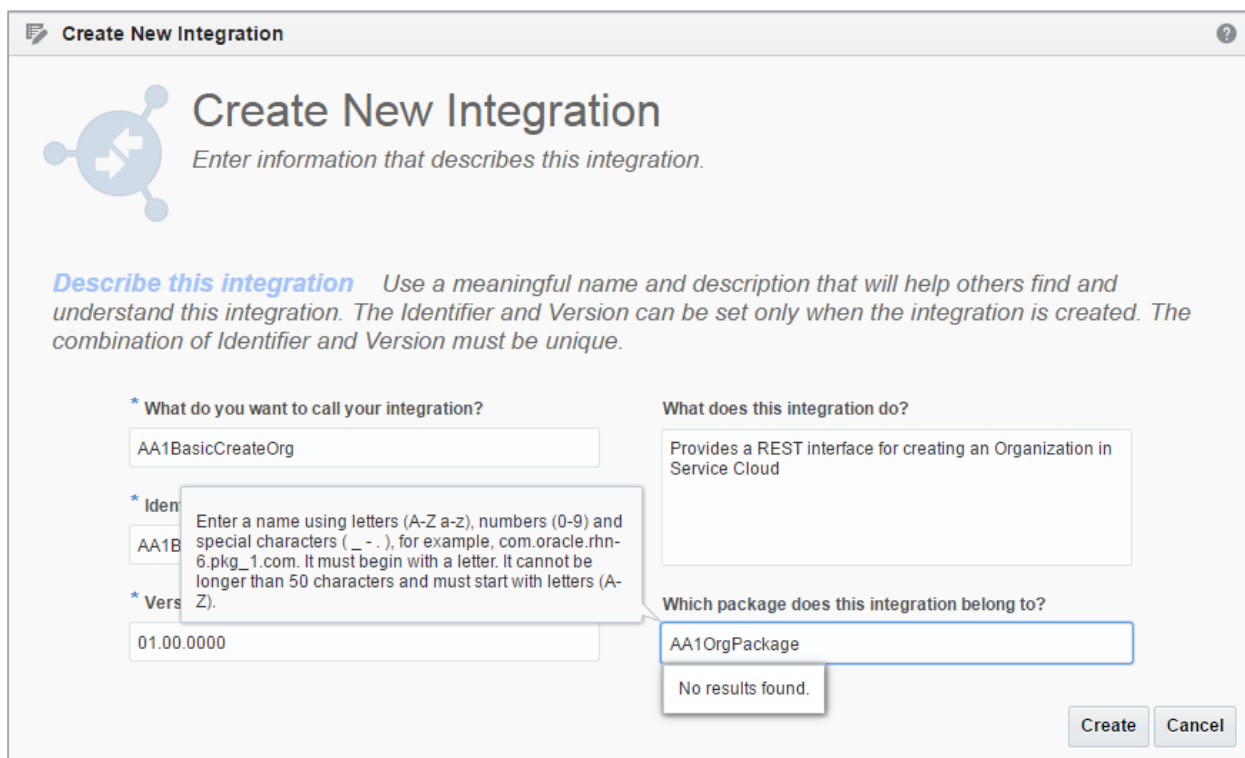 Create New Integration
Create New Integration
Enter information that describes this integration.
Describe this integration Use a meaningful name and description that will help others find and
understand this integration. The Identifier and Version can be set only when the integration is created. The
combination of Identifier and Version must be unique.
* What do you want to call your integration?
AA1BasicCreateOrg
* Iden
AA1B
Enter a name using letters (A-Z a-z), numbers (0-9) and
special characters ( _ - . ), for example, com.oracle.rhn-
6.pkg_1.com. It must begin with a letter. It cannot be
longer than 50 characters and must start with letters (A-
Z).
* Vers
01.00.0000
What does this integration do?
Provides a REST interface for creating an Organization in
Service Cloud
Which package does this integration belong to?
AA1OrgPackage
No results found.
Create Cancel